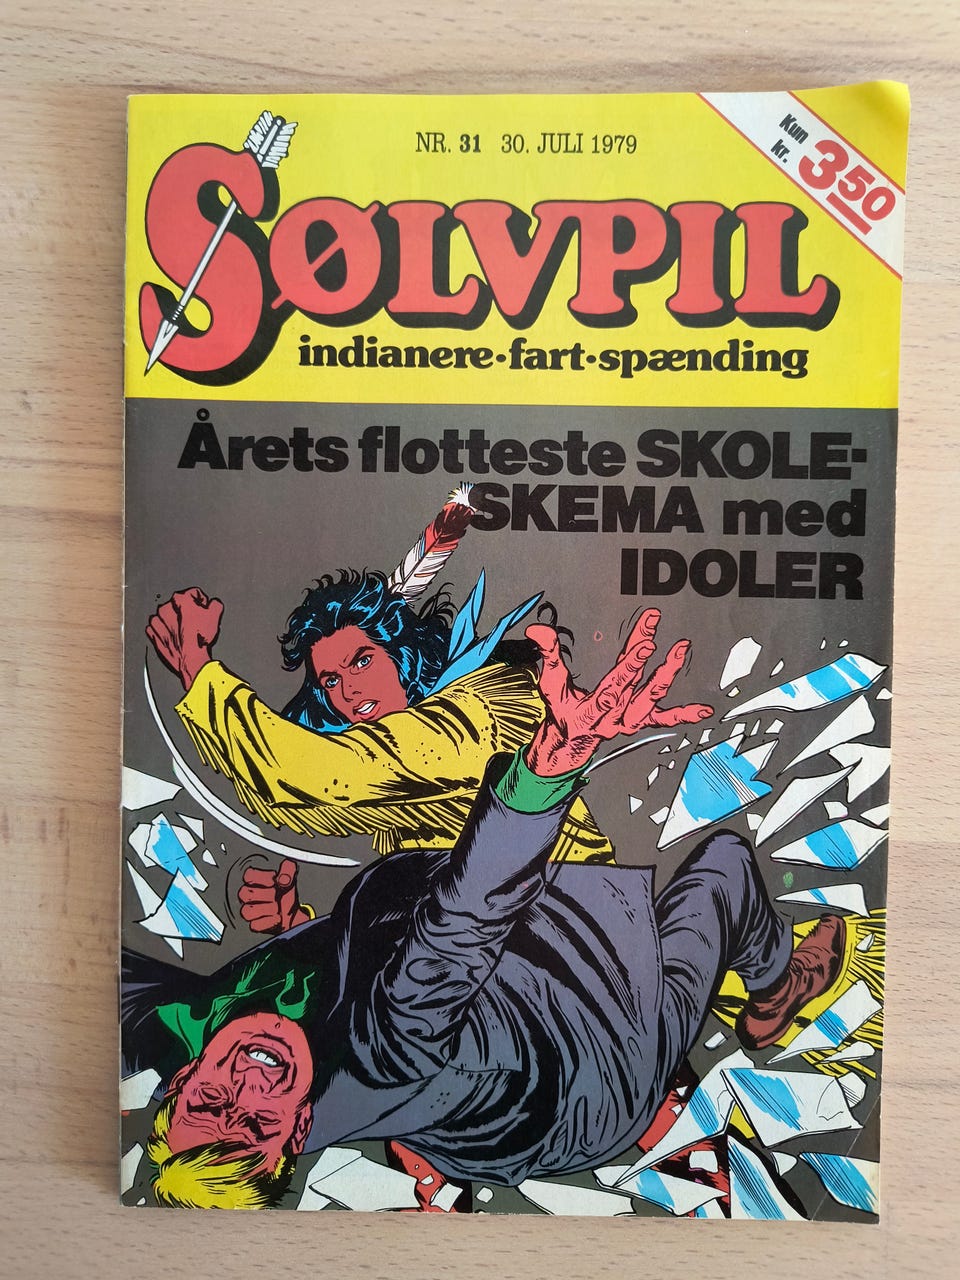 NR. 31 30. JULI 1979
Kun
kr. 3.50
SØLVPIL
indianere·fart·spænding
Årets flotteste SKOLE-
SKEMA med
IDOLER